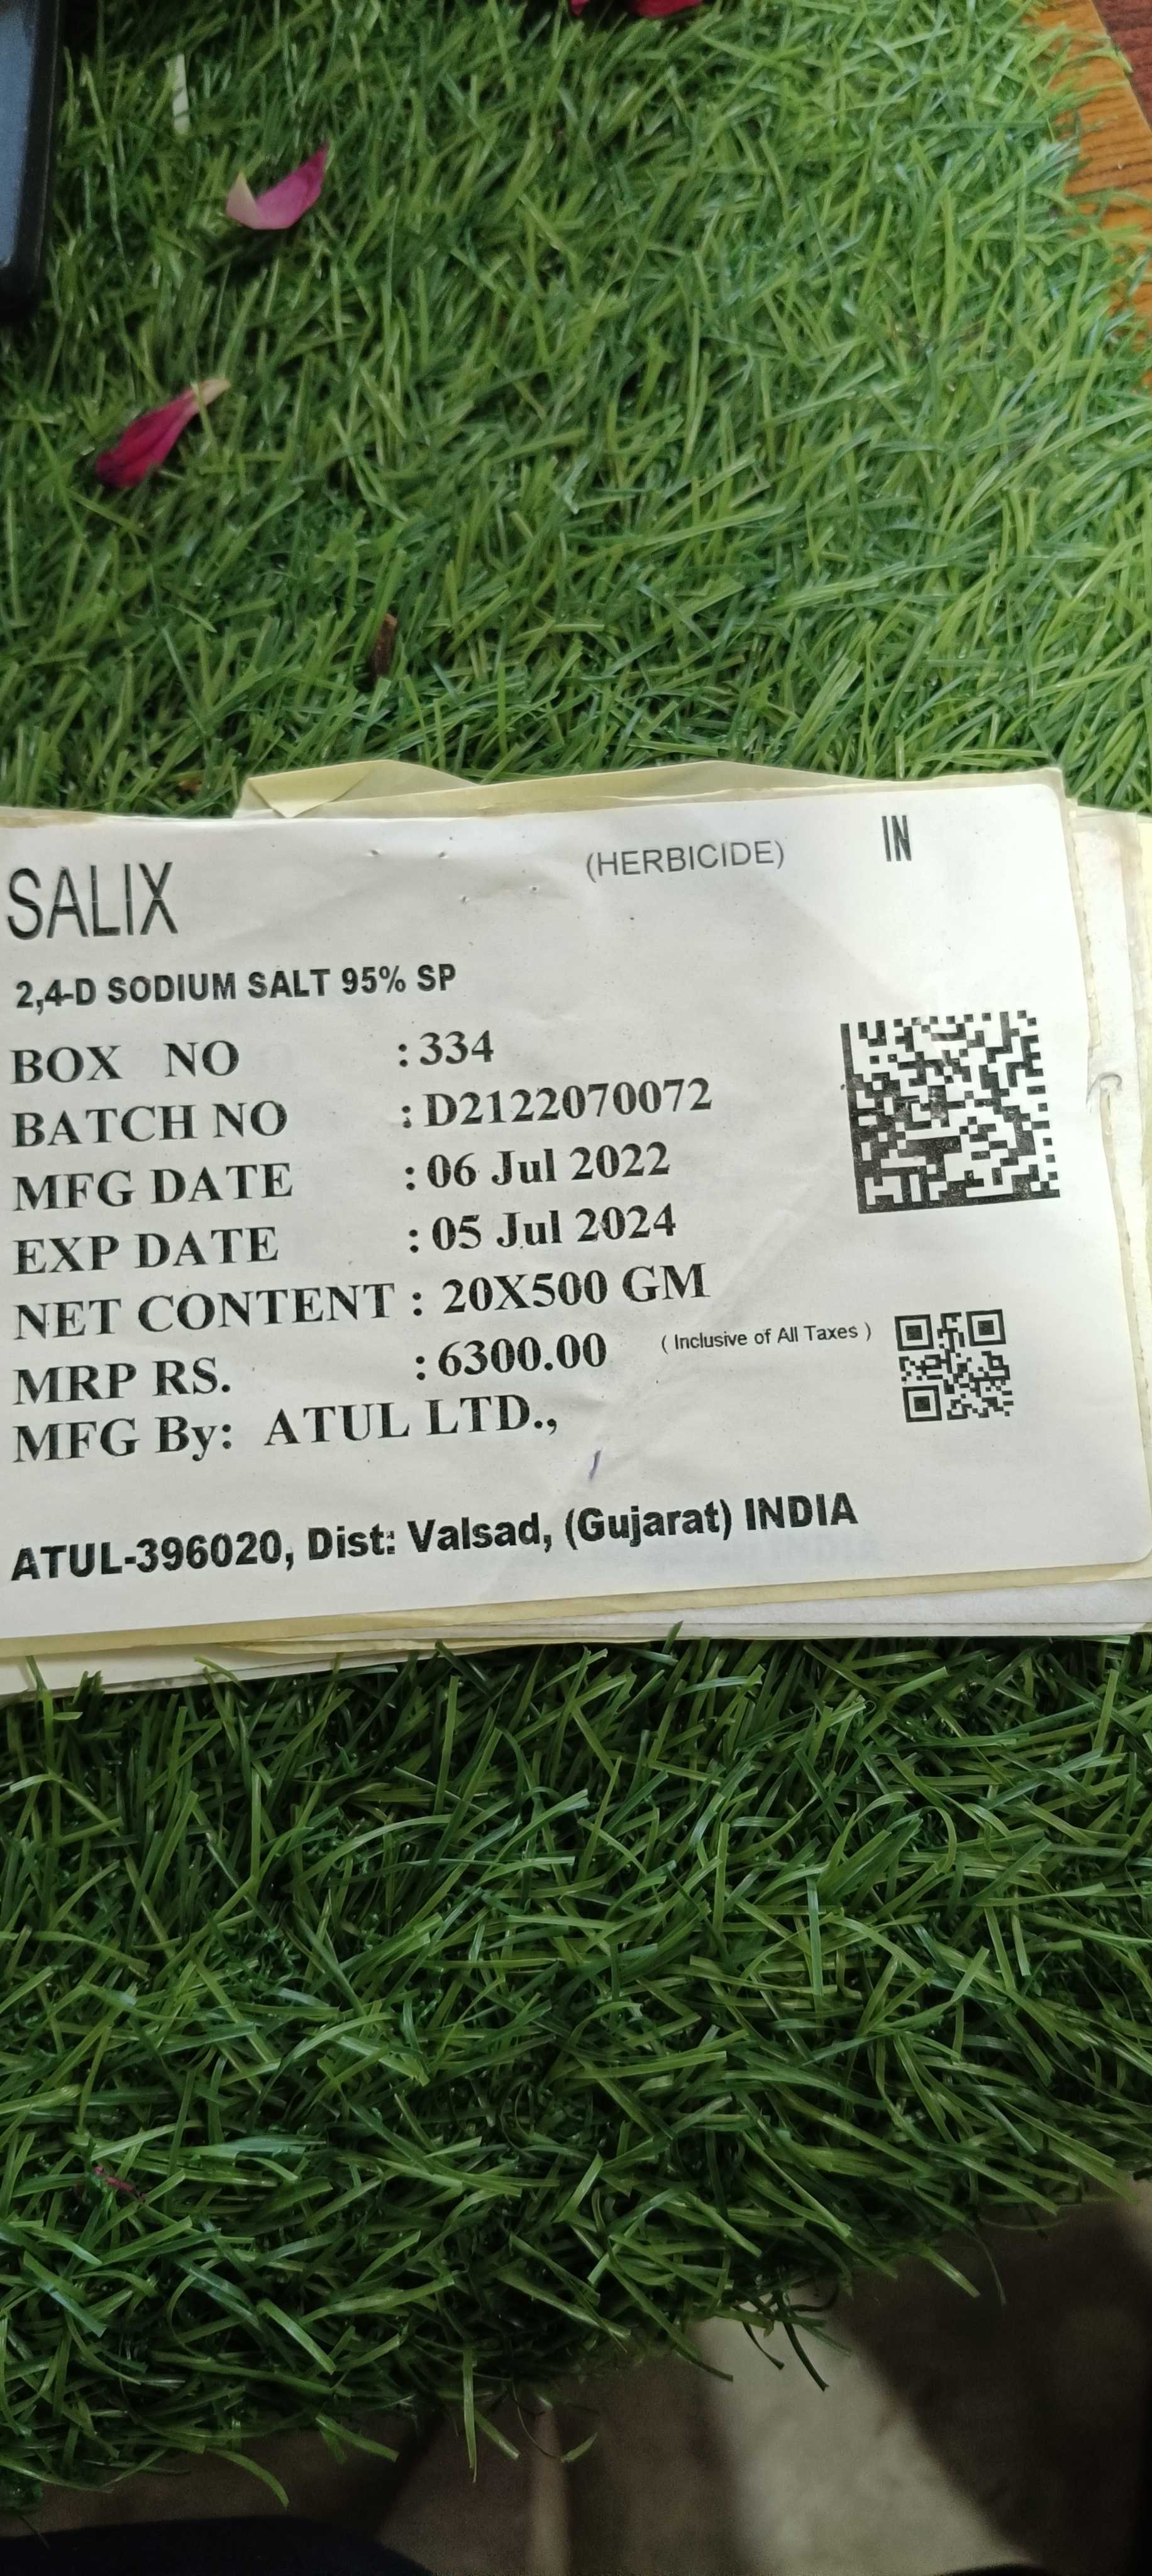 SALIX (HERBICIDE) IN
2,4-D SODIUM SALT 95% SP
BOX NO : 334
BATCH NO : D2122070072
MFG DATE : 06 Jul 2022
EXP DATE : 05 Jul 2024
NET CONTENT : 20X500 GM
MRP RS. : 6300.00 ( Inclusive of All Taxes )
MFG By: ATUL LTD.,
ATUL-396020, Dist: Valsad, (Gujarat) INDIA